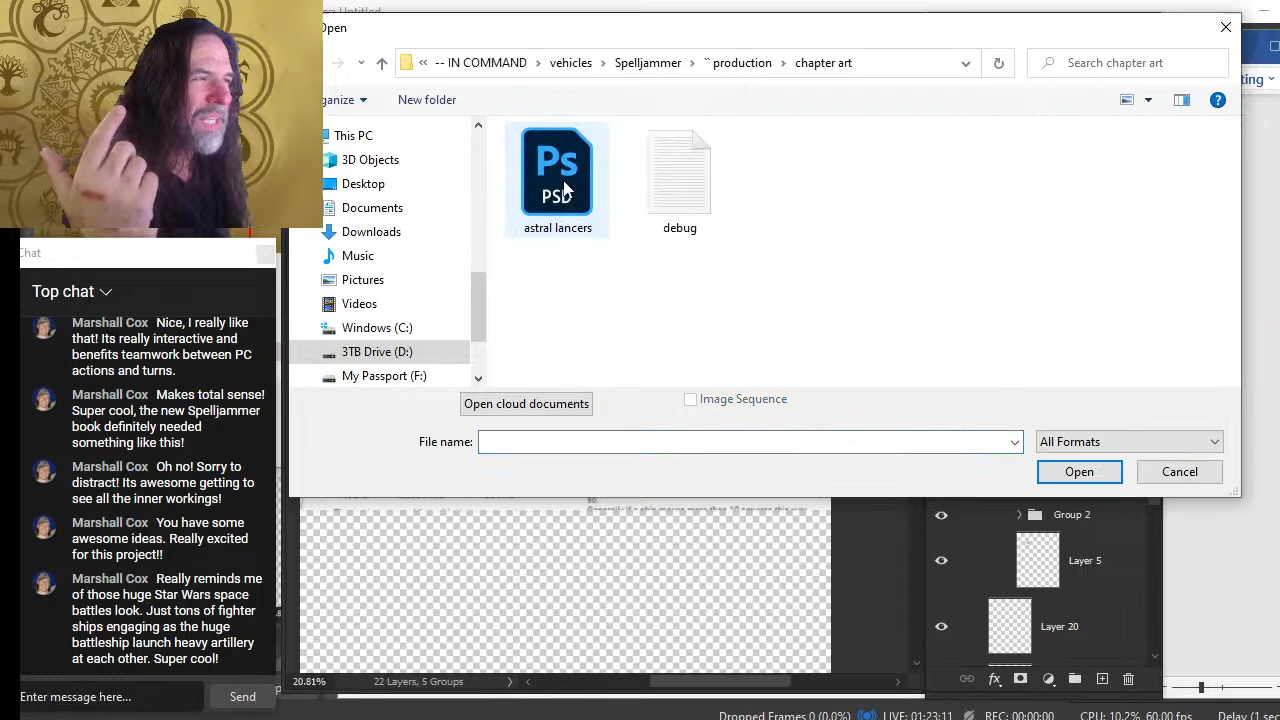 Untitled
Open
-- IN COMMAND
vehicles
Spelljammer
`` production
chapter art
Search chapter art
ganize
New folder
ting
This PC
3D Objects
Desktop
Documents
Downloads
Music
Pictures
Videos
Windows (C:)
3TB Drive (D:)
My Passport (F:)
Ps
PSD
astral lancers
debug
Open cloud documents
Image Sequence
File name:
All Formats
Open
Cancel
Chat
Top chat
Marshall Cox Nice, I really like
that! Its really interactive and
benefits teamwork between PC
actions and turns.
Marshall Cox Makes total sense!
Super cool, the new Spelljammer
book definitely needed
something like this!
Marshall Cox Oh no! Sorry to
distract! Its awesome getting to
see all the inner workings!
Marshall Cox You have some
awesome ideas. Really excited
for this project!!
Marshall Cox Really reminds me
of those huge Star Wars space
battles look. Just tons of fighter
ships engaging as the huge
battleship launch heavy artillery
at each other. Super cool!
Enter message here...
Send
Group 2
Layer 5
Layer 20
fx
20.81%
22 Layers, 5 Groups
Dropped Frames 0 (0.0%)
LIVE: 01:23:11
REC: 00:00:00
CPU: 10.2%, 60.00 fps
Delay (1 sec